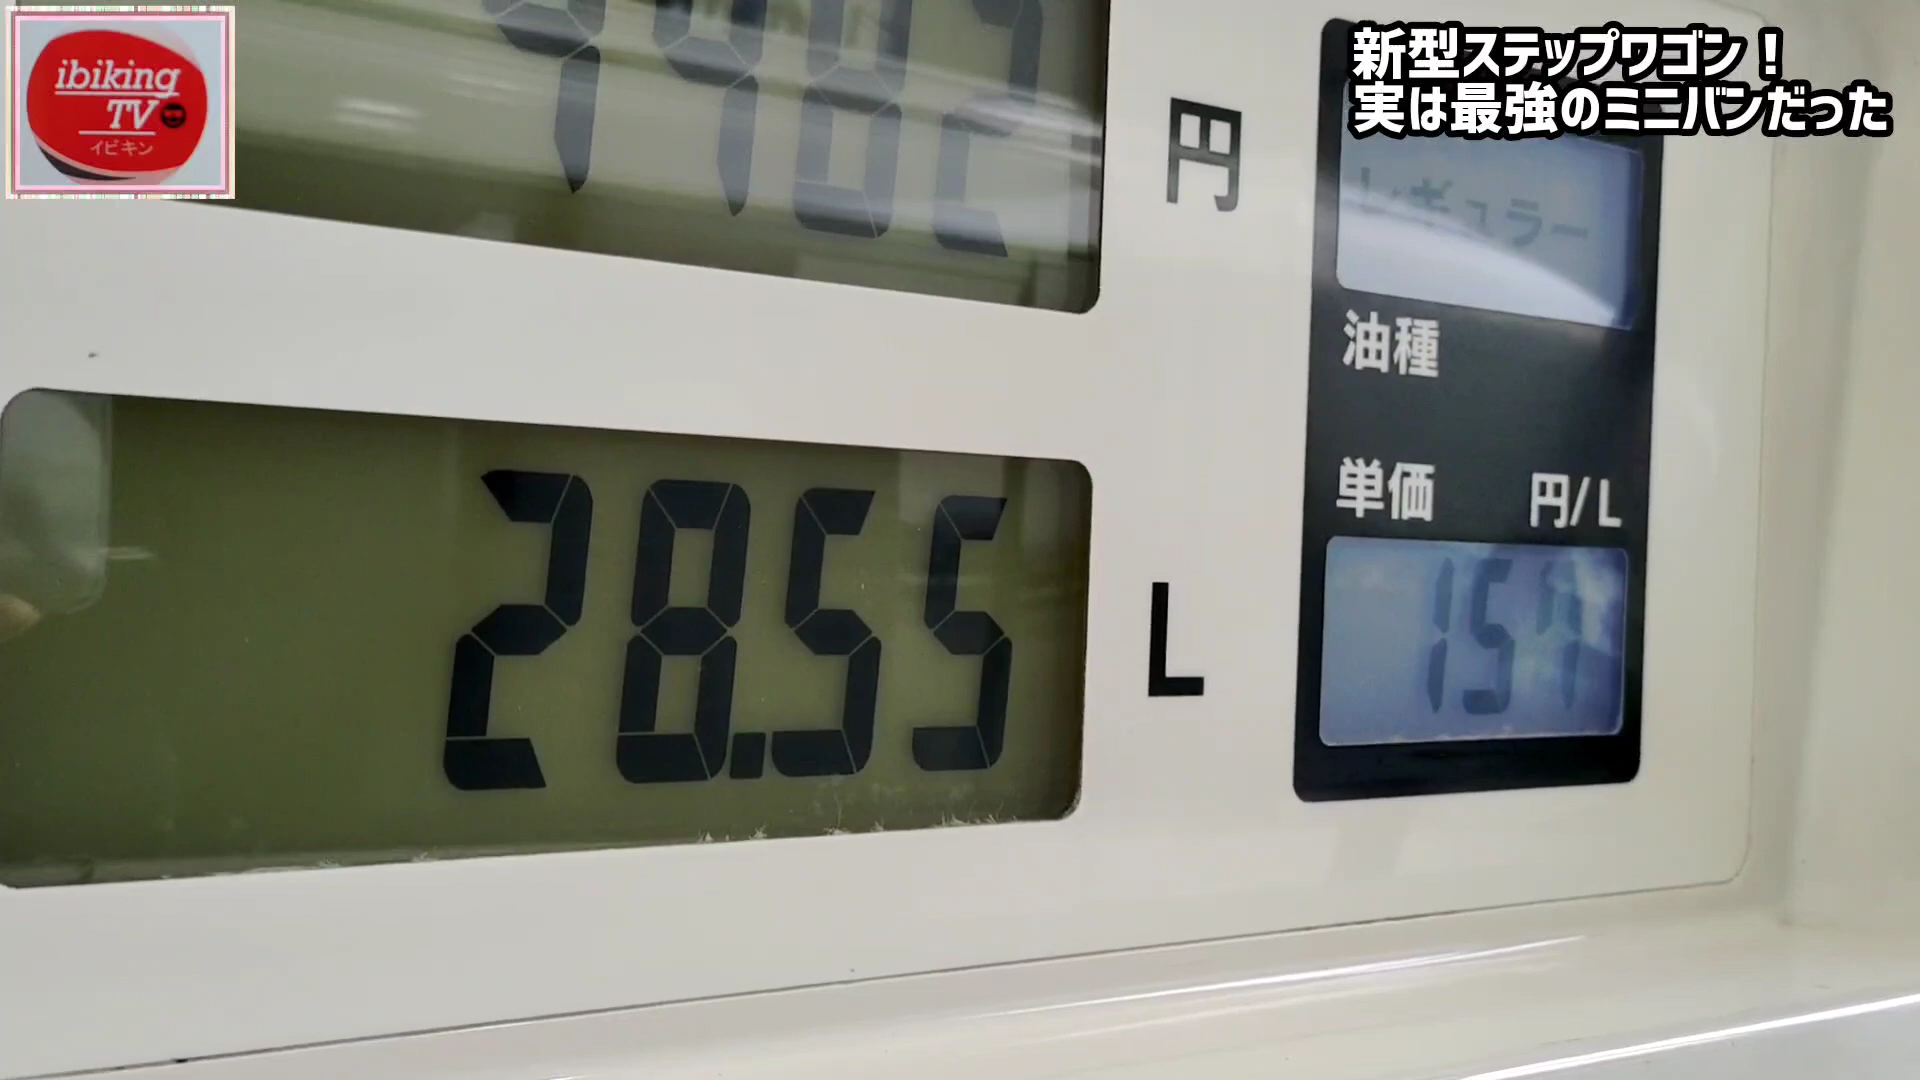 ibiking
TV
イビキン
新型ステップワゴン！
実は最強のミニバンだった
4482
円
レギュラー
油種
単価 円/L
157
28.55
L